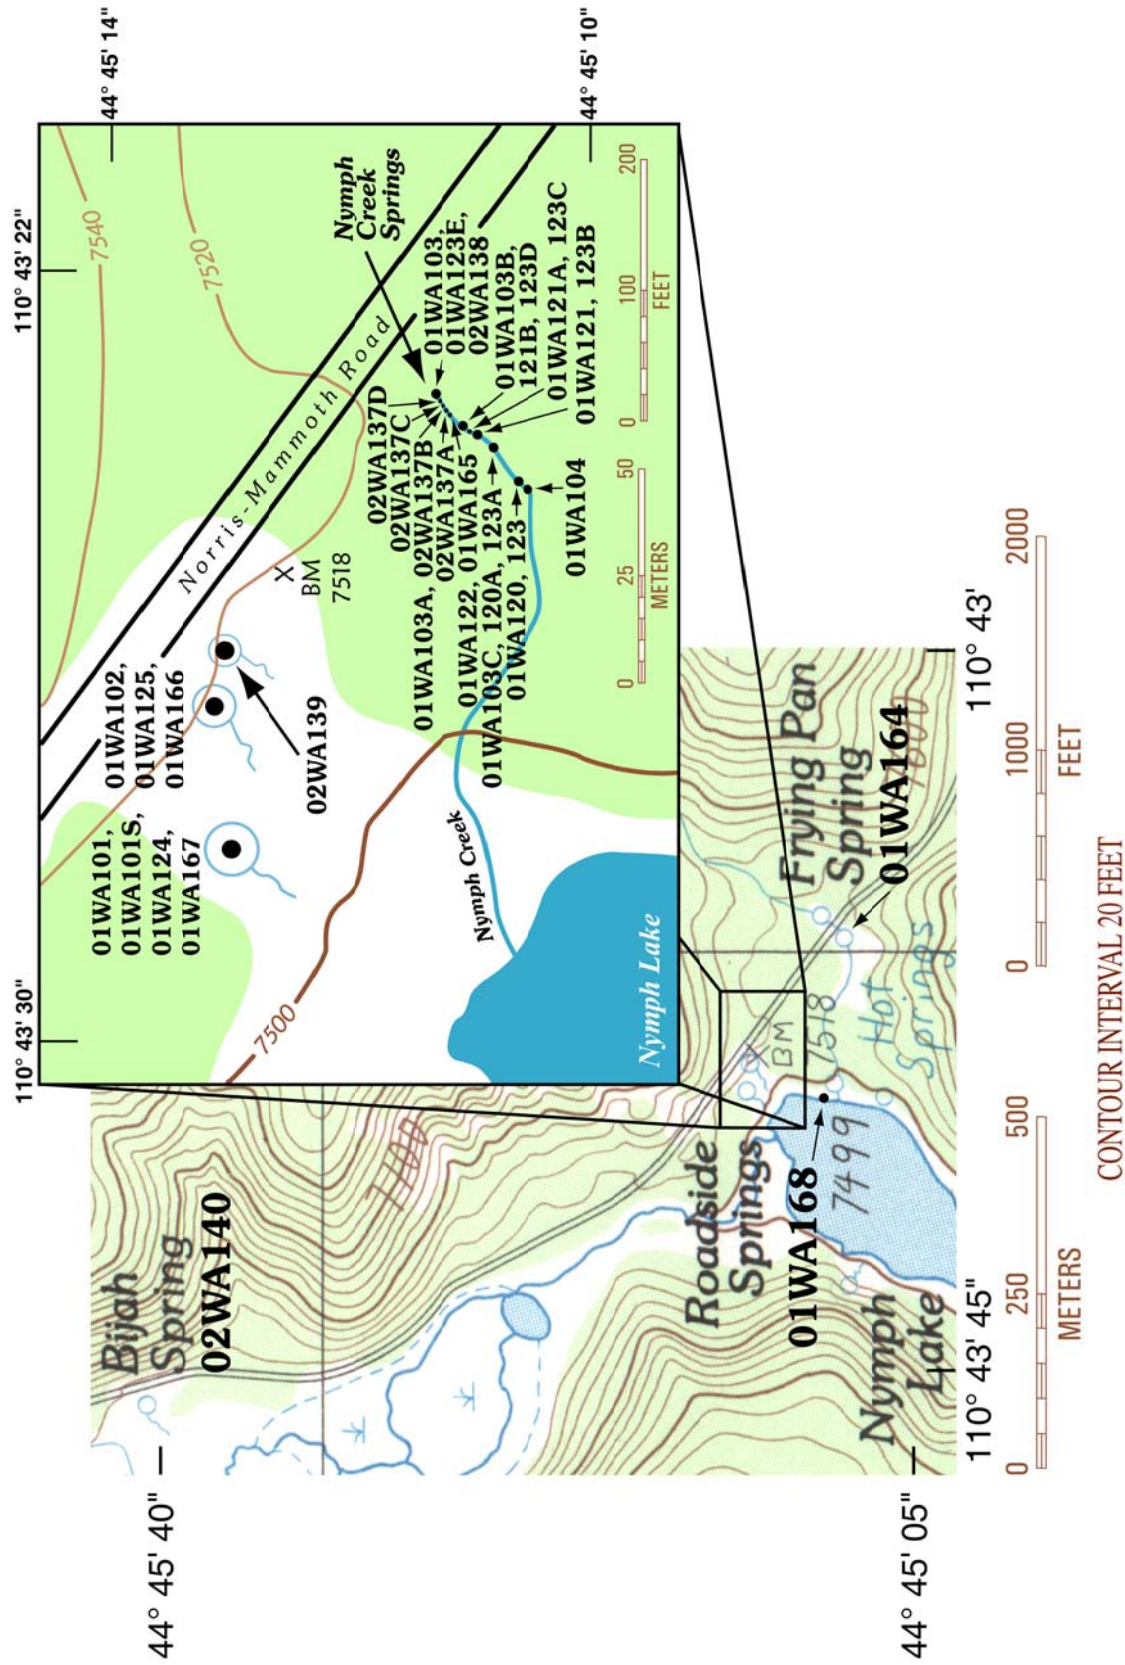 44° 45' 14"
44° 45' 10"
110° 43' 22"
110° 43' 30"
7540
7520
Norris-Mammoth Road
Nymph
Creek
Springs
BM
7518
01WA102,
01WA125,
01WA166
01WA101,
01WA101S,
01WA124,
01WA167
02WA139
02WA137D
02WA137C
01WA103A, 02WA137B
02WA137A
01WA122, 01WA165
01WA103C, 120A, 123A
01WA120, 123
01WA103,
01WA123E,
02WA138
01WA103B,
121B, 123D
01WA121A, 123C
01WA121, 123B
01WA104
0 100 200
FEET
0 25 50
METERS
7500
Nymph Creek
Nymph Lake
Bijah
Spring
02WA140
Roadside
Springs
BM
7518
01WA168
7499
Nymph
Lake
Frying Pan
Spring
01WA164
Hot
Springs
44° 45' 40"
44° 45' 05"
110° 43' 45"
110° 43'
0 250 500
METERS
0 1000 2000
FEET
CONTOUR INTERVAL 20 FEET